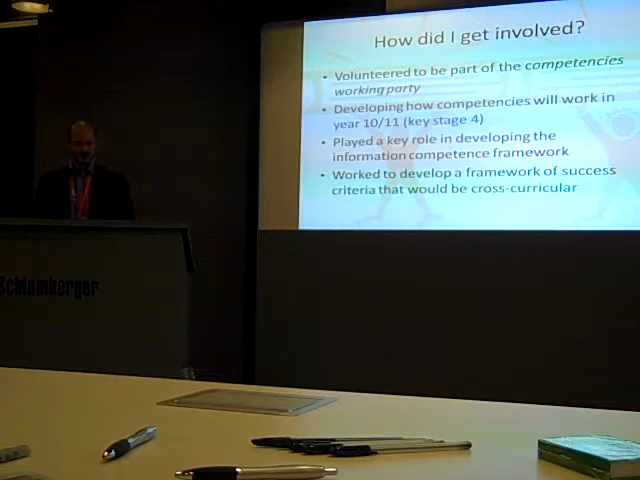 How did I get involved?
• Volunteered to be part of the competencies
working party
• Developing how competencies will work in
year 10/11 (key stage 4)
• Played a key role in developing the
information competence framework
• Worked to develop a framework of success
criteria that would be cross-curricular
Schlumberger